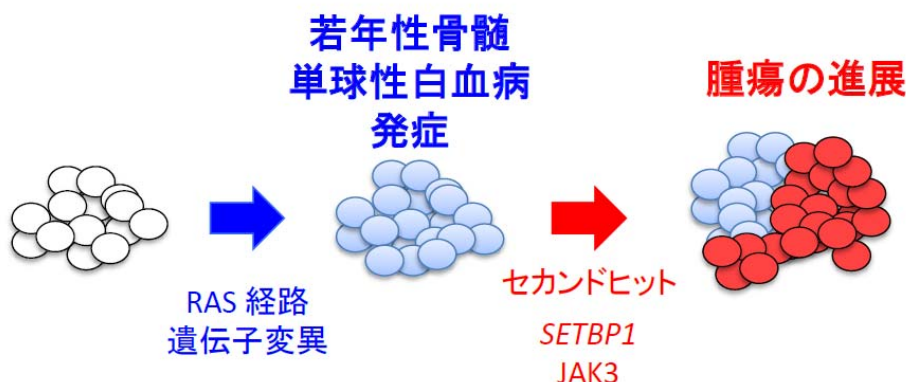 若年性骨髄
単球性白血病
発症
腫瘍の進展
RAS 経路
遺伝子変異
セカンドヒット
SETBP1
JAK3